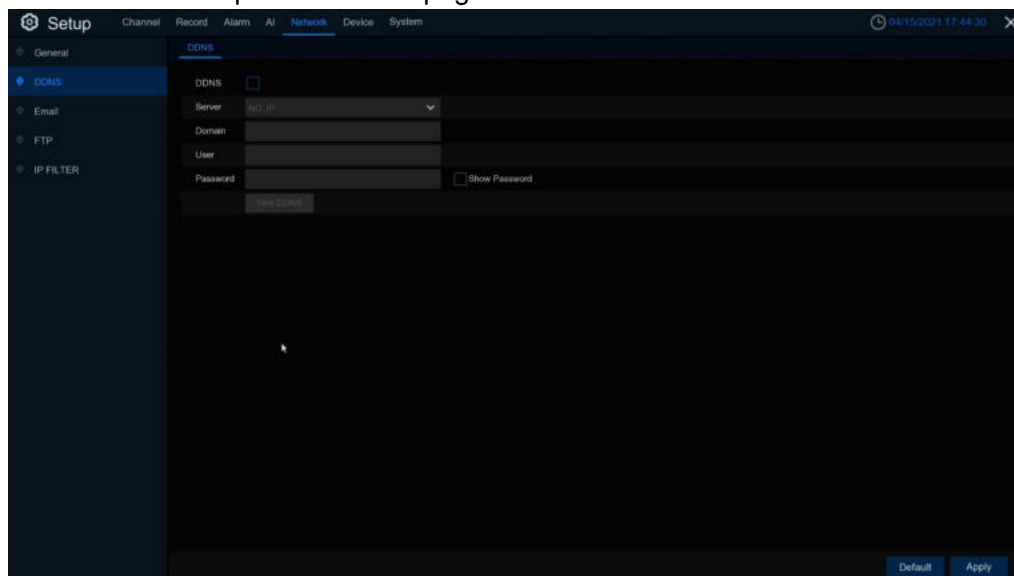 Setup Channel Record Alarm AI Network Device System 04/15/2021 17:44:30 X
General
DDNS
Email
FTP
IP FILTER
DDNS
DDNS
Server NO_IP
Domain
User
Password Show Password
Test DDNS
Default Apply